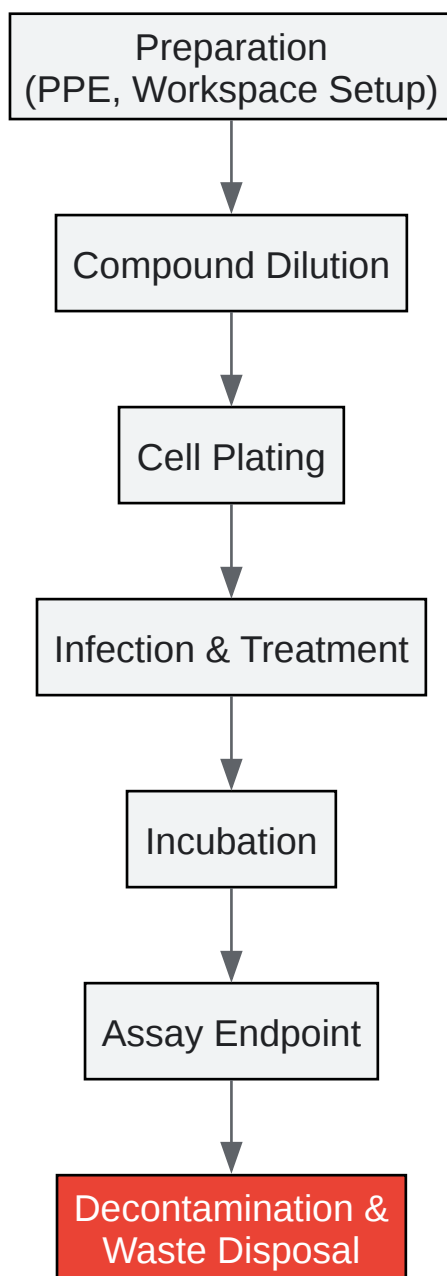 Preparation
(PPE, Workspace Setup)
Compound Dilution
Cell Plating
Infection & Treatment
Incubation
Assay Endpoint
Decontamination &
Waste Disposal